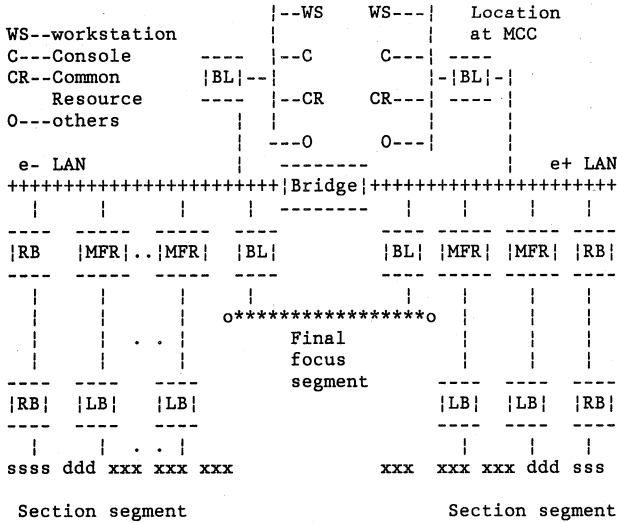 |--WS WS---| Location
WS--workstation | | at MCC
C---Console ---- |--C C---| ----
CR--Common |BL|--| |-|BL|-|
Resource ---- |--CR CR---| ---- |
O---others | | | |
| ---O O---| |
e- LAN | -------- | e+ LAN
+++++++++++++++++++++++|Bridge|+++++++++++++++++++++
| | | | -------- | | | |
---- ----- ----- ---- ---- ----- ----- ----
|RB |MFR|..|MFR| |BL| |BL| |MFR| |MFR| |RB|
---- ----- ----- ---- ---- ----- ----- ----
| | | | | | | |
| | | o*****************o | | |
| | . . | Final | | |
| | | focus | | |
segment
---- ---- ---- ---- ---- ----
|RB| |LB| |LB| |LB| |LB| |RB|
---- ---- ---- ---- ---- ----
| | . . | | | |
ssss ddd xxx xxx xxx xxx xxx xxx ddd sss
Section segment Section segment